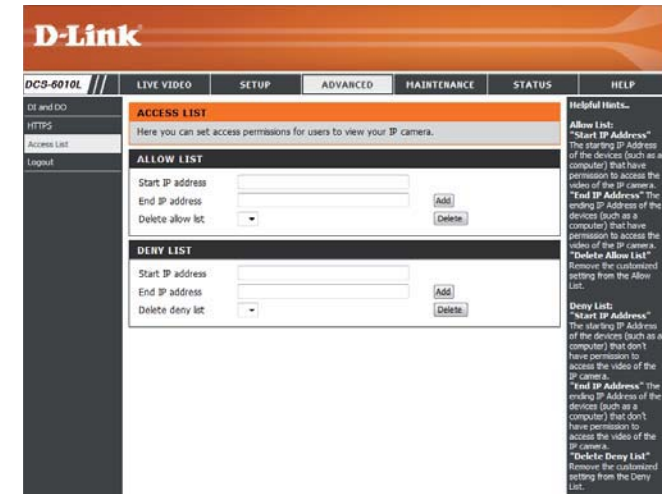 D-Link
DCS-6010L
LIVE VIDEO
SETUP
ADVANCED
MAINTENANCE
STATUS
HELP
DI and DO
HTTPS
Access List
Logout
ACCESS LIST
Here you can set access permissions for users to view your IP camera.
ALLOW LIST
Start IP address
End IP address
Add
Delete allow list
Delete
DENY LIST
Start IP address
End IP address
Add
Delete deny list
Delete
Helpful Hints..
Allow List:
"Start IP Address"
The starting IP Address
of the devices (such as a
computer) that have
permission to access the
video of the IP camera.
"End IP Address" The
ending IP Address of the
devices (such as a
computer) that have
permission to access the
video of the IP camera.
"Delete Allow List"
Remove the customized
setting from the Allow
List.
Deny List:
"Start IP Address"
The starting IP Address
of the devices (such as a
computer) that don't
have permission to
access the video of the
IP camera.
"End IP Address" The
ending IP Address of the
devices (such as a
computer) that don't
have permission to
access the video of the
IP camera.
"Delete Deny List"
Remove the customized
setting from the Deny
List.